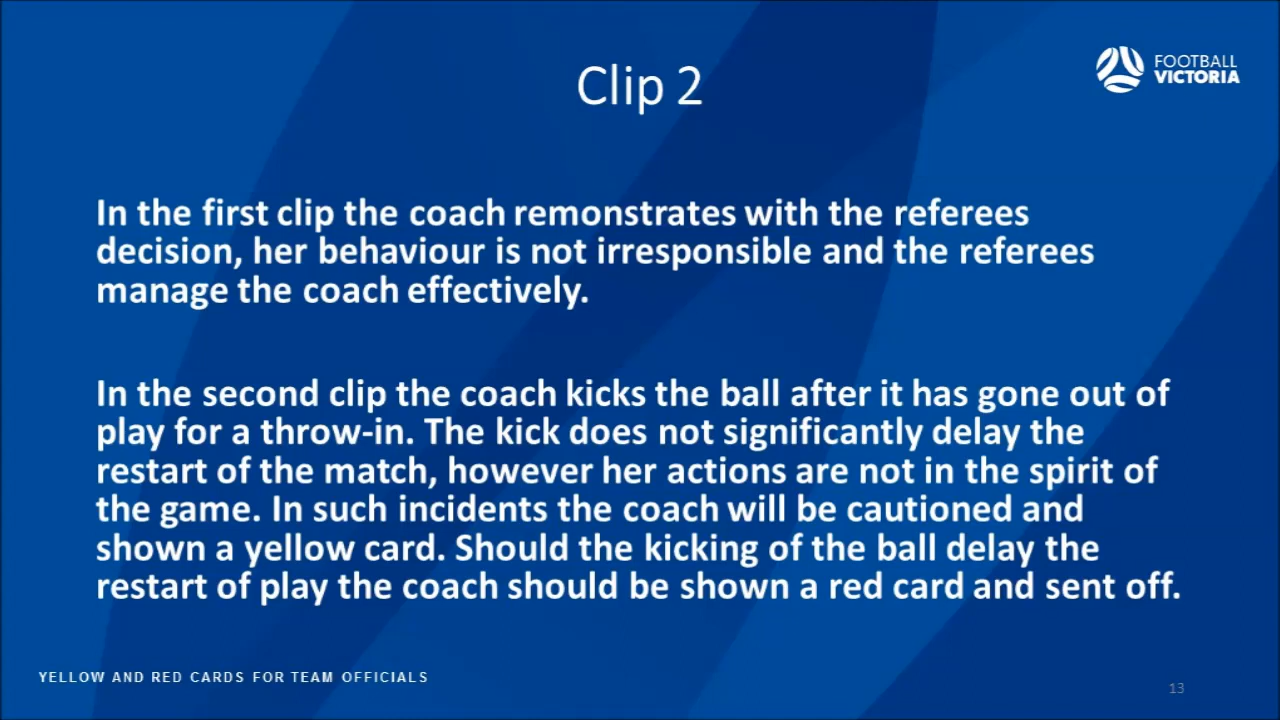 Clip 2
FOOTBALL
VICTORIA
In the first clip the coach remonstrates with the referees
decision, her behaviour is not irresponsible and the referees
manage the coach effectively.
In the second clip the coach kicks the ball after it has gone out of
play for a throw-in. The kick does not significantly delay the
restart of the match, however her actions are not in the spirit of
the game. In such incidents the coach will be cautioned and
shown a yellow card. Should the kicking of the ball delay the
restart of play the coach should be shown a red card and sent off.
YELLOW AND RED CARDS FOR TEAM OFFICIALS
13